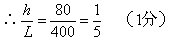 ∴ h/L = 80/400 = 1/5 （1分）